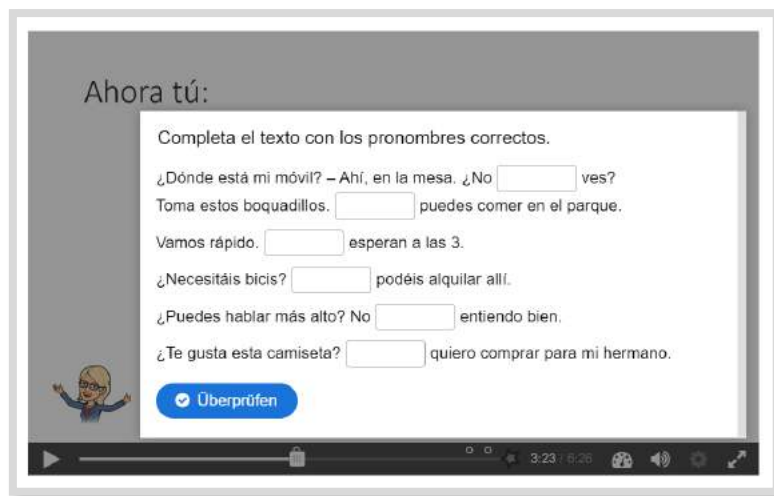 Ahora tú:
Completa el texto con los pronombres correctos.
¿Dónde está mi móvil? – Ahí, en la mesa. ¿No ves?
Toma estos boquadillos. puedes comer en el parque.
Vamos rápido. esperan a las 3.
¿Necesitáis bicis? podéis alquilar allí.
¿Puedes hablar más alto? No entiendo bien.
¿Te gusta esta camiseta? quiero comprar para mi hermano.
Überprüfen
3:23 / 6:26